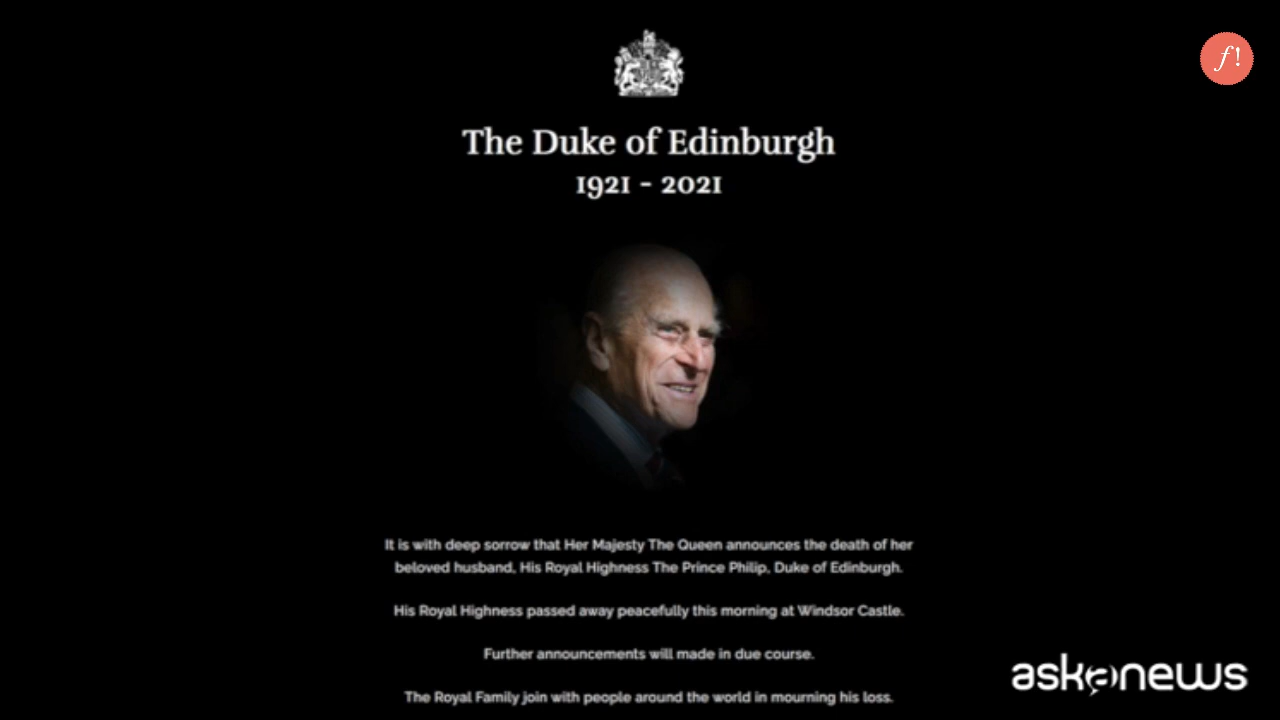 f!
The Duke of Edinburgh
1921 - 2021
It is with deep sorrow that Her Majesty The Queen announces the death of her
beloved husband, His Royal Highness The Prince Philip, Duke of Edinburgh.
His Royal Highness passed away peacefully this morning at Windsor Castle.
Further announcements will made in due course.
The Royal Family join with people around the world in mourning his loss.
askanews